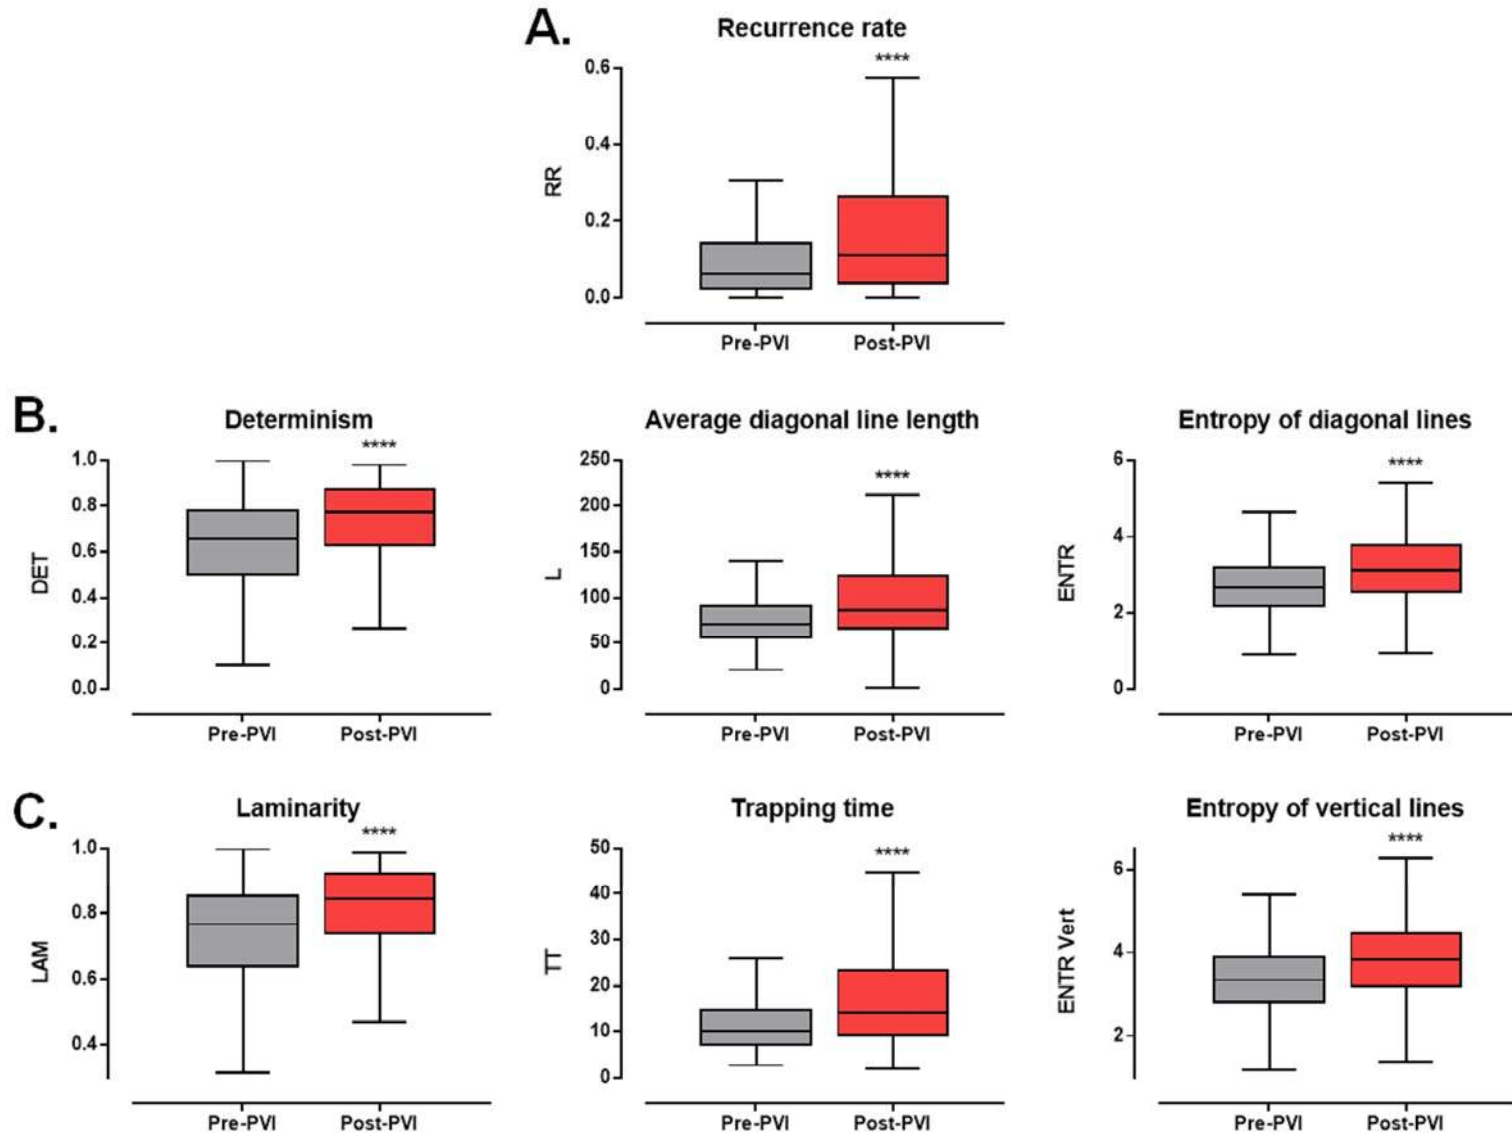 A.
Recurrence rate
****
0.6
0.4
0.2
0.0
RR
Pre-PVI Post-PVI
B.
Determinism
****
1.0
0.8
0.6
0.4
0.2
0.0
DET
Pre-PVI Post-PVI
Average diagonal line length
****
250
200
150
100
50
0
L
Pre-PVI Post-PVI
Entropy of diagonal lines
****
6
4
2
0
ENTR
Pre-PVI Post-PVI
C.
Laminarity
****
1.0
0.8
0.6
0.4
LAM
Pre-PVI Post-PVI
Trapping time
****
50
40
30
20
10
0
TT
Pre-PVI Post-PVI
Entropy of vertical lines
****
6
4
2
ENTR Vert
Pre-PVI Post-PVI